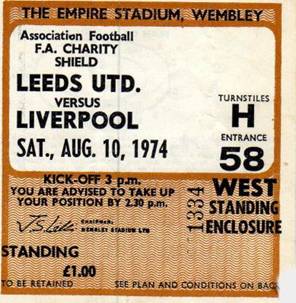 THE EMPIRE STADIUM, WEMBLEY
Association Football
F.A. CHARITY
SHIELD
LEEDS UTD.
VERSUS
LIVERPOOL
SAT., AUG. 10, 1974
TURNSTILES
H
ENTRANCE
58
KICK-OFF 3 p.m.
YOU ARE ADVISED TO TAKE UP
YOUR POSITION BY 2.30 p.m.
CHAIRMAN:
WEMBLEY STADIUM LTD
1334
WEST
STANDING
ENCLOSURE
STANDING
£1.00
TO BE RETAINED
SEE PLAN AND CONDITIONS ON BAC